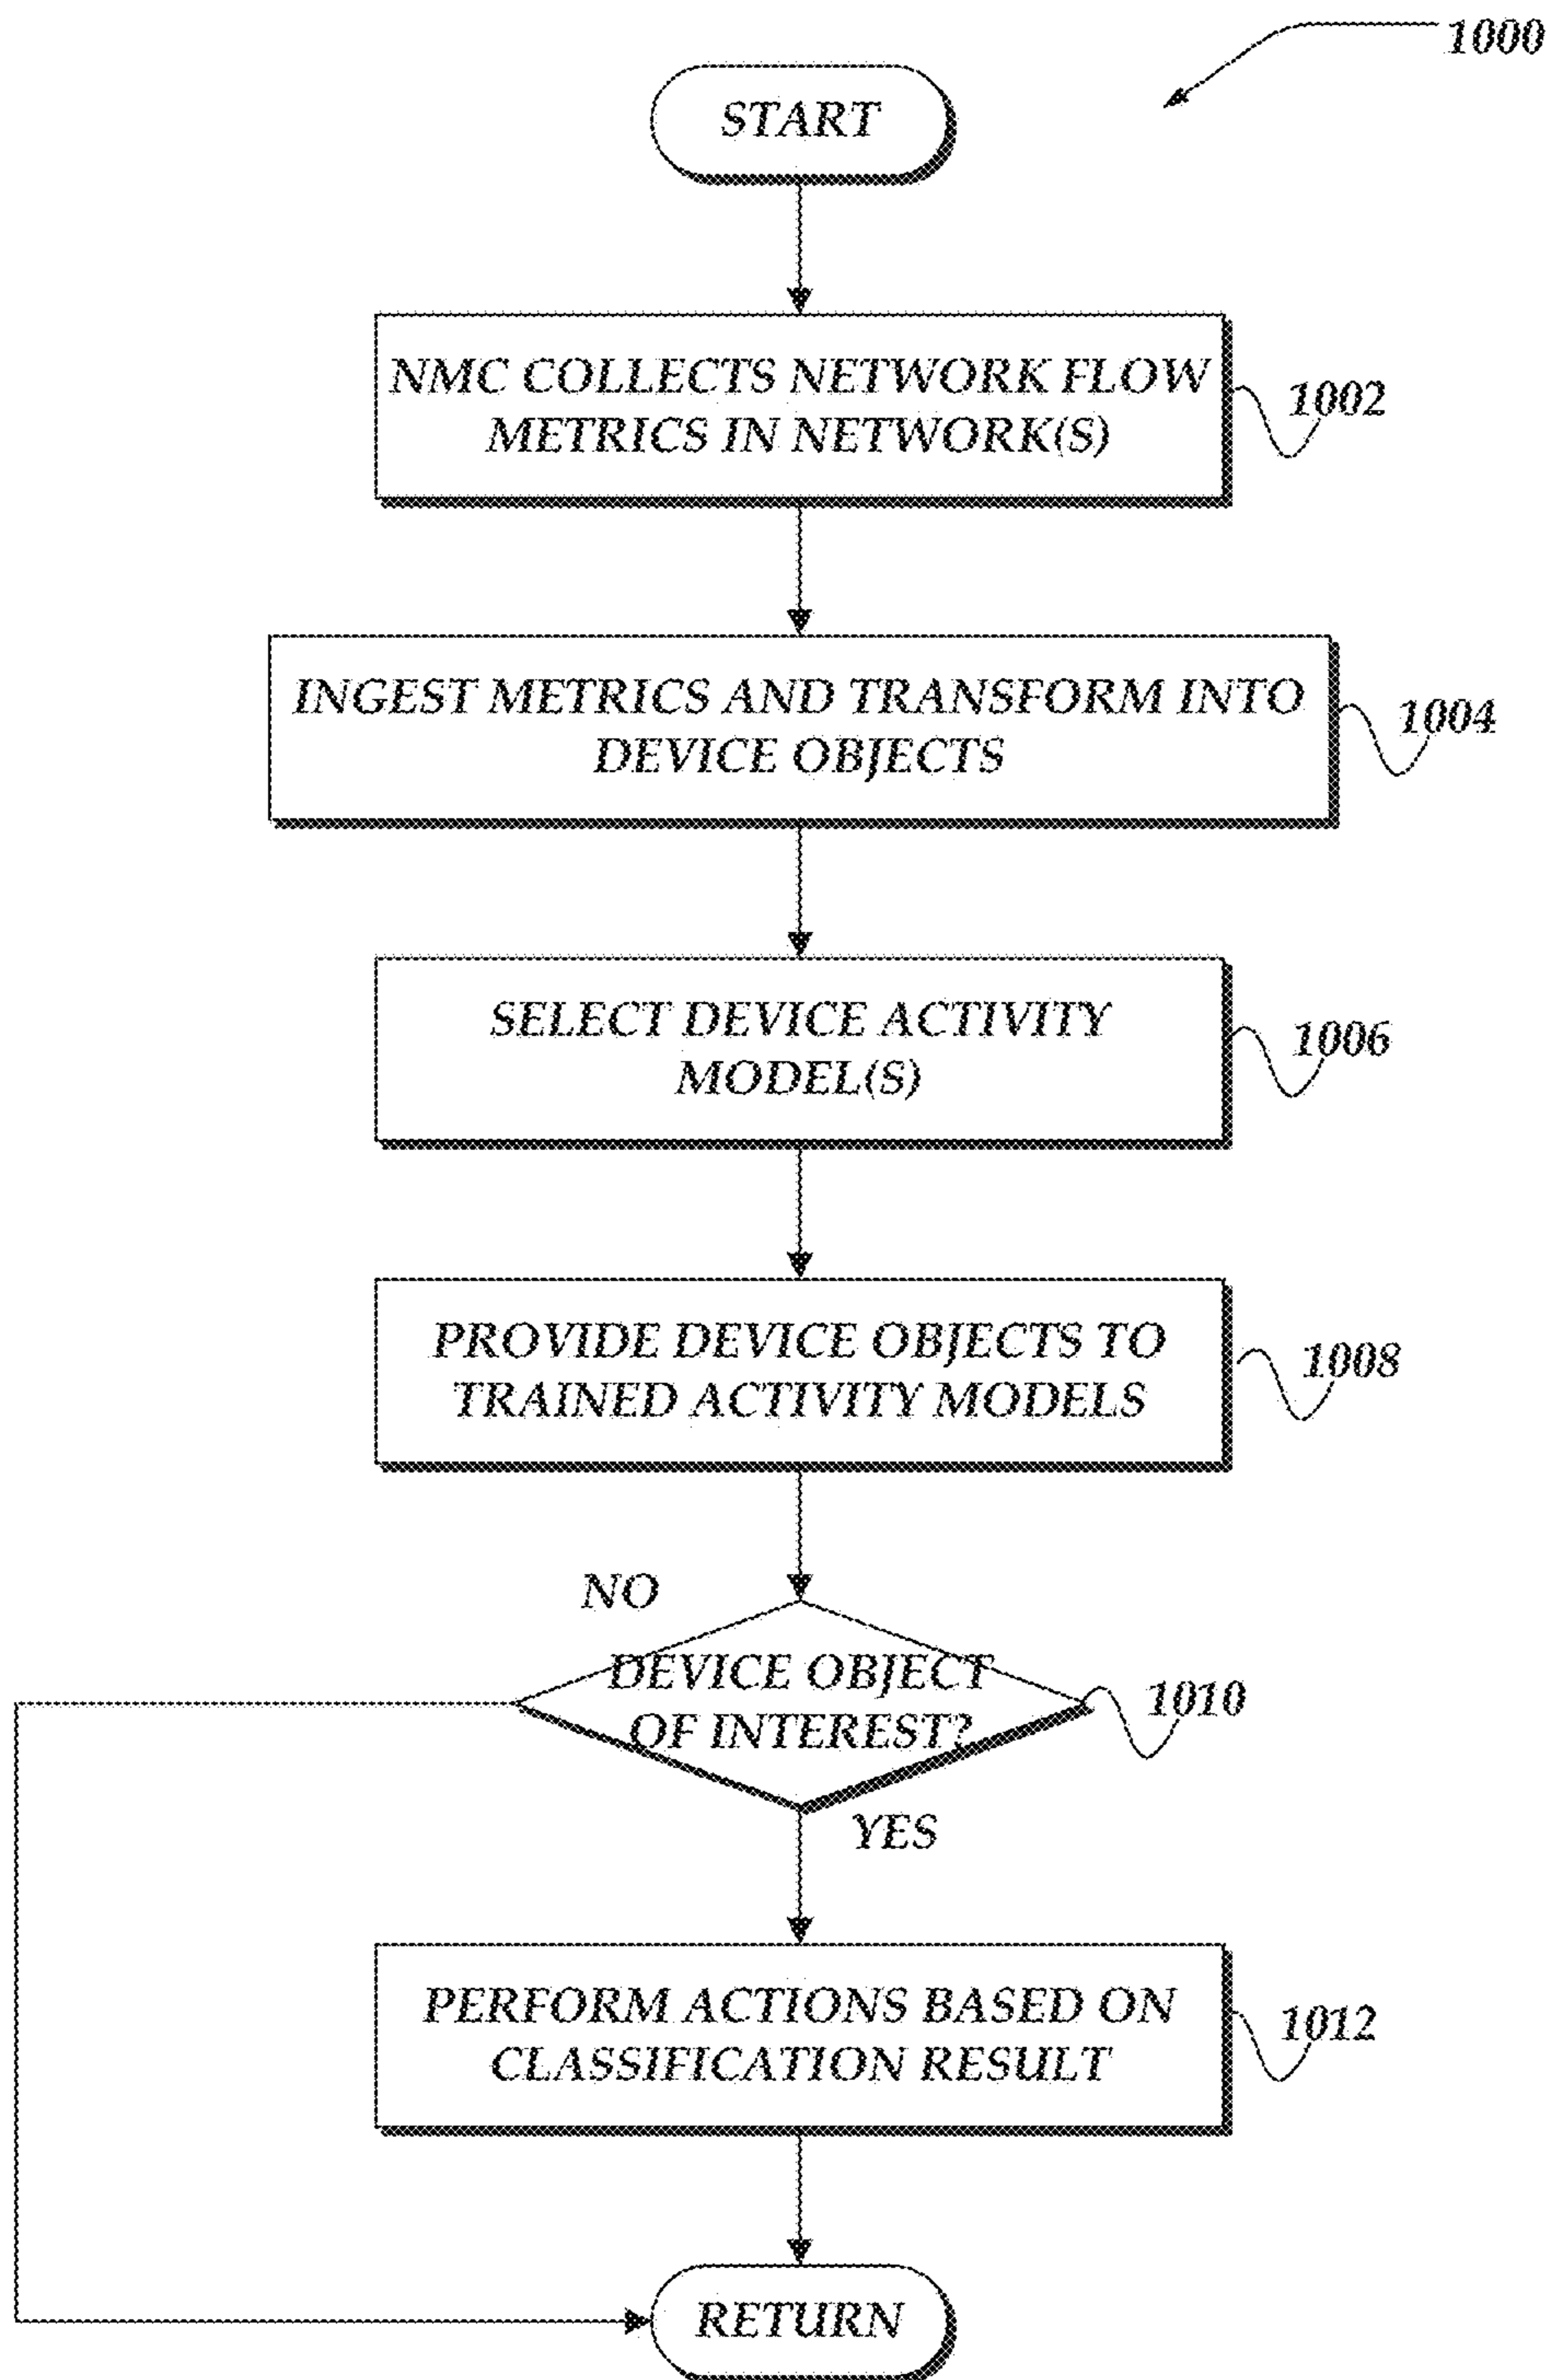 1000
START
NMC COLLECTS NETWORK FLOW
METRICS IN NETWORK(S)
1002
INGEST METRICS AND TRANSFORM INTO
DEVICE OBJECTS
1004
SELECT DEVICE ACTIVITY
MODEL(S)
1006
PROVIDE DEVICE OBJECTS TO
TRAINED ACTIVITY MODELS
1008
NO
DEVICE OBJECT
OF INTEREST?
1010
YES
PERFORM ACTIONS BASED ON
CLASSIFICATION RESULT
1012
RETURN